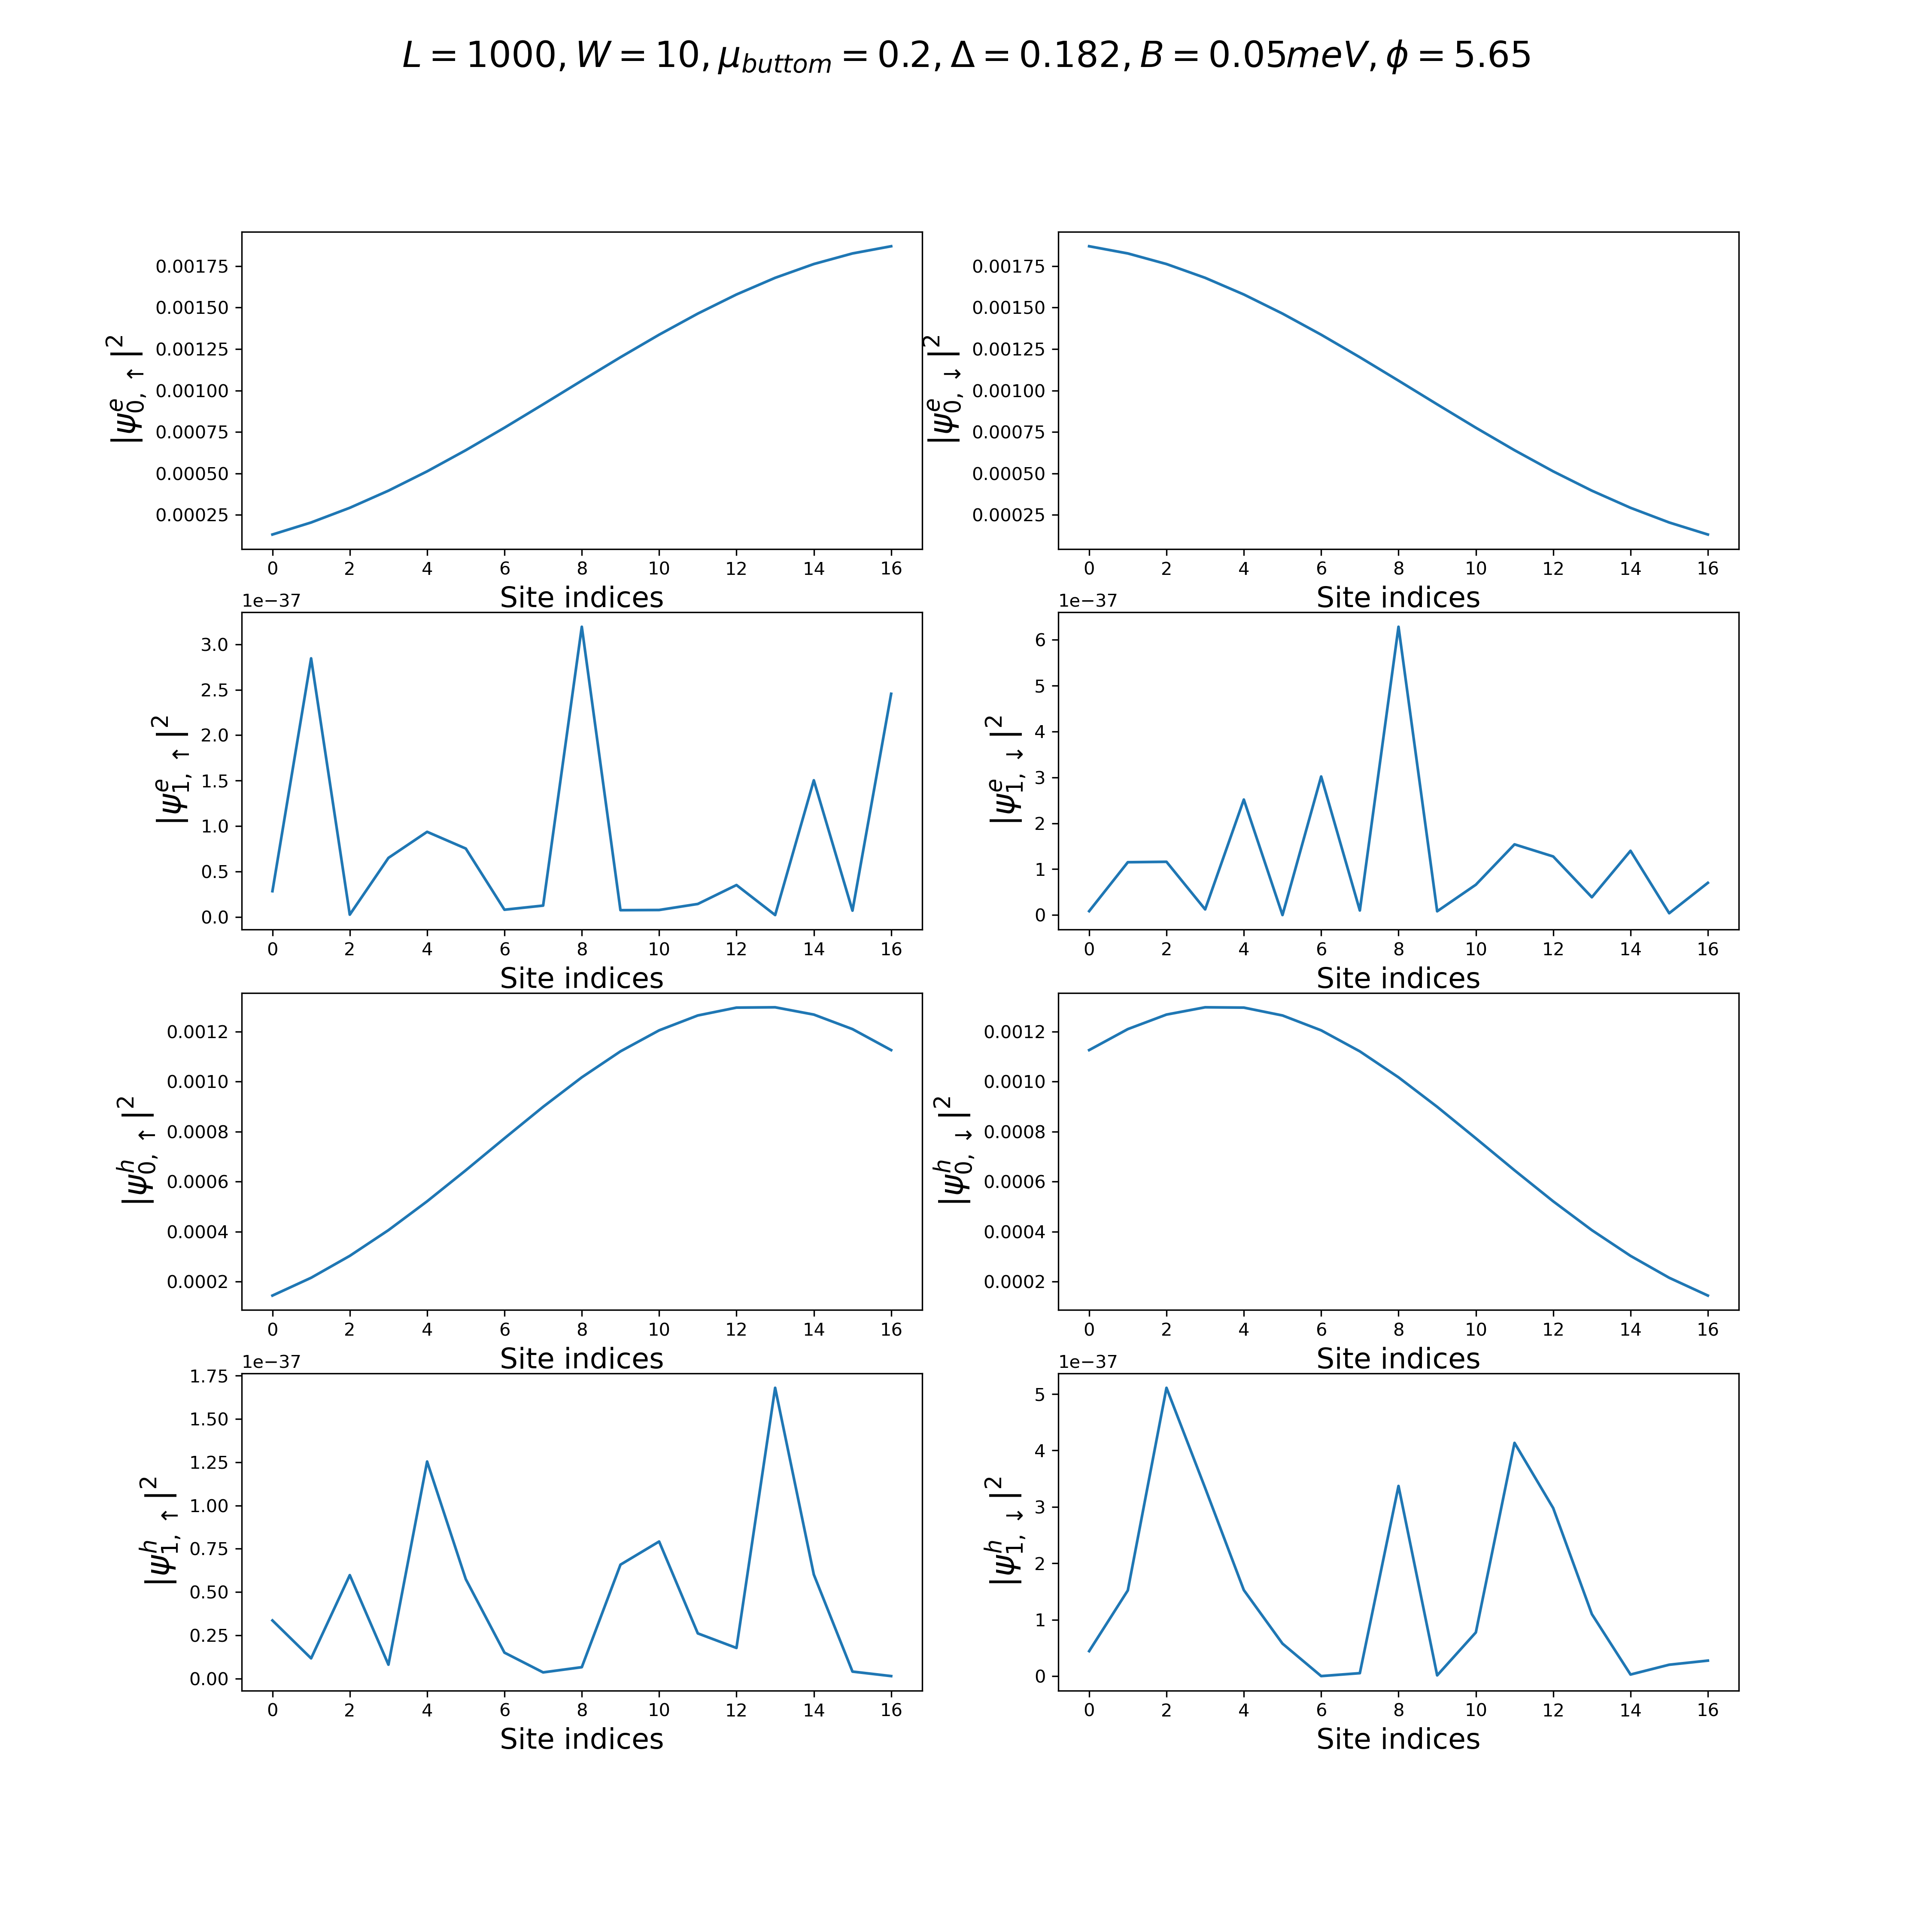 L = 1000, W = 10, μ_buttom = 0.2, Δ = 0.182, B = 0.05meV, ϕ = 5.65
|ψ^e_{0,↑}|^2
0.00175
0.00150
0.00125
0.00100
0.00075
0.00050
0.00025
0 2 4 6 8 10 12 14 16
Site indices
|ψ^e_{0,↓}|^2
0.00175
0.00150
0.00125
0.00100
0.00075
0.00050
0.00025
0 2 4 6 8 10 12 14 16
Site indices
1e−37
|ψ^e_{1,↑}|^2
3.0
2.5
2.0
1.5
1.0
0.5
0.0
0 2 4 6 8 10 12 14 16
Site indices
1e−37
|ψ^e_{1,↓}|^2
6
5
4
3
2
1
0
0 2 4 6 8 10 12 14 16
Site indices
|ψ^h_{0,↑}|^2
0.0012
0.0010
0.0008
0.0006
0.0004
0.0002
0 2 4 6 8 10 12 14 16
Site indices
|ψ^h_{0,↓}|^2
0.0012
0.0010
0.0008
0.0006
0.0004
0.0002
0 2 4 6 8 10 12 14 16
Site indices
1e−37
|ψ^h_{1,↑}|^2
1.75
1.50
1.25
1.00
0.75
0.50
0.25
0.00
0 2 4 6 8 10 12 14 16
Site indices
1e−37
|ψ^h_{1,↓}|^2
5
4
3
2
1
0
0 2 4 6 8 10 12 14 16
Site indices